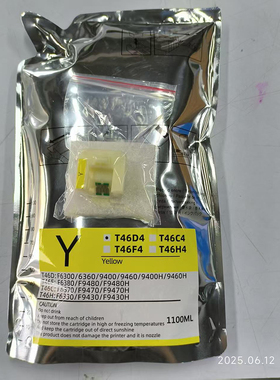 Y
T46D4 T46C4
T46F4 T46H4
Yellow
T46D:F6300/6360/9400/9460/9400H/9460H
F6380/F9480/F9480H
F9470/F9470H
T46H:F6330/F9430/F9430H
CAUTION
Do not drink
Keep out from reach of children
not store the cartridge in high or freezing temperatures
Keep the cartridge out of direct sunshine
product does not damage the printer and it is nozzle
1100ML
2025.06.12